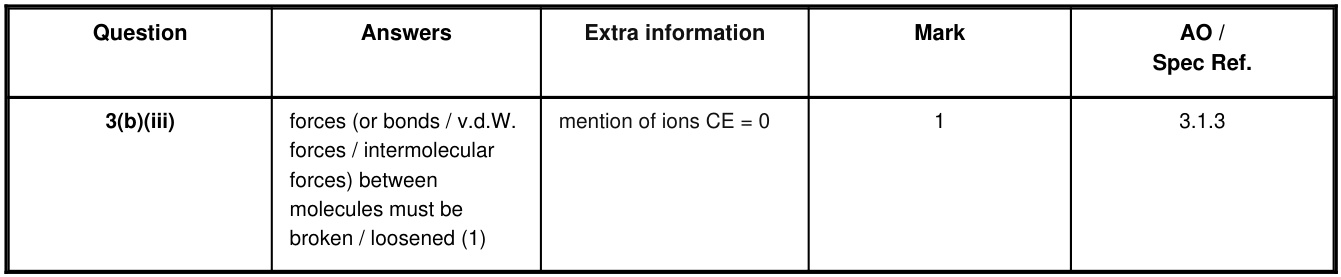 Question Answers Extra information Mark AO /
Spec Ref.
3(b)(iii) forces (or bonds / v.d.W. mention of ions CE = 0 1 3.1.3
forces / intermolecular
forces) between
molecules must be
broken / loosened (1)